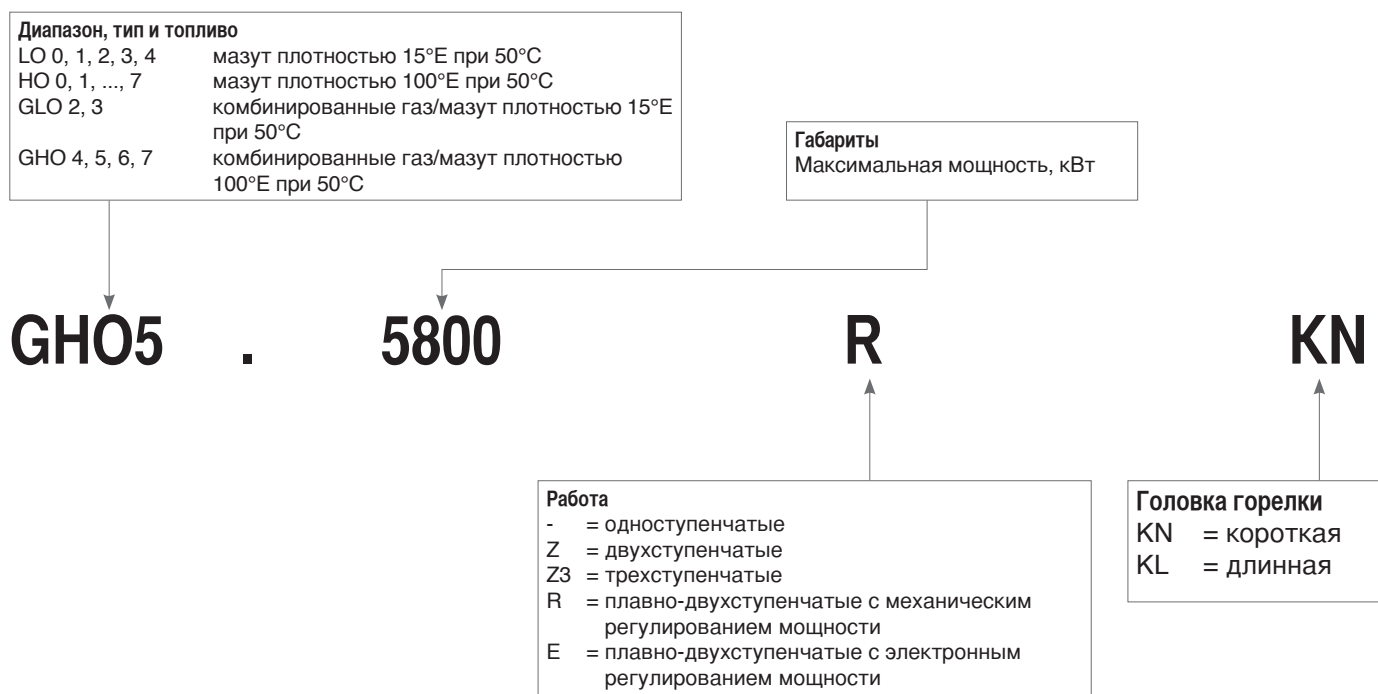 Диапазон, тип и топливо
LO 0, 1, 2, 3, 4 мазут плотностью 15°E при 50°C
HO 0, 1, ..., 7 мазут плотностью 100°E при 50°C
GLO 2, 3 комбинированные газ/мазут плотностью 15°E
при 50°C
GHO 4, 5, 6, 7 комбинированные газ/мазут плотностью
100°E при 50°C
Габариты
Максимальная мощность, кВт
GHO5 . 5800 R KN
Работа
- = одноступенчатые
Z = двухступенчатые
Z3 = трехступенчатые
R = плавно-двухступенчатые с механическим
регулированием мощности
E = плавно-двухступенчатые с электронным
регулированием мощности
Головка горелки
KN = короткая
KL = длинная